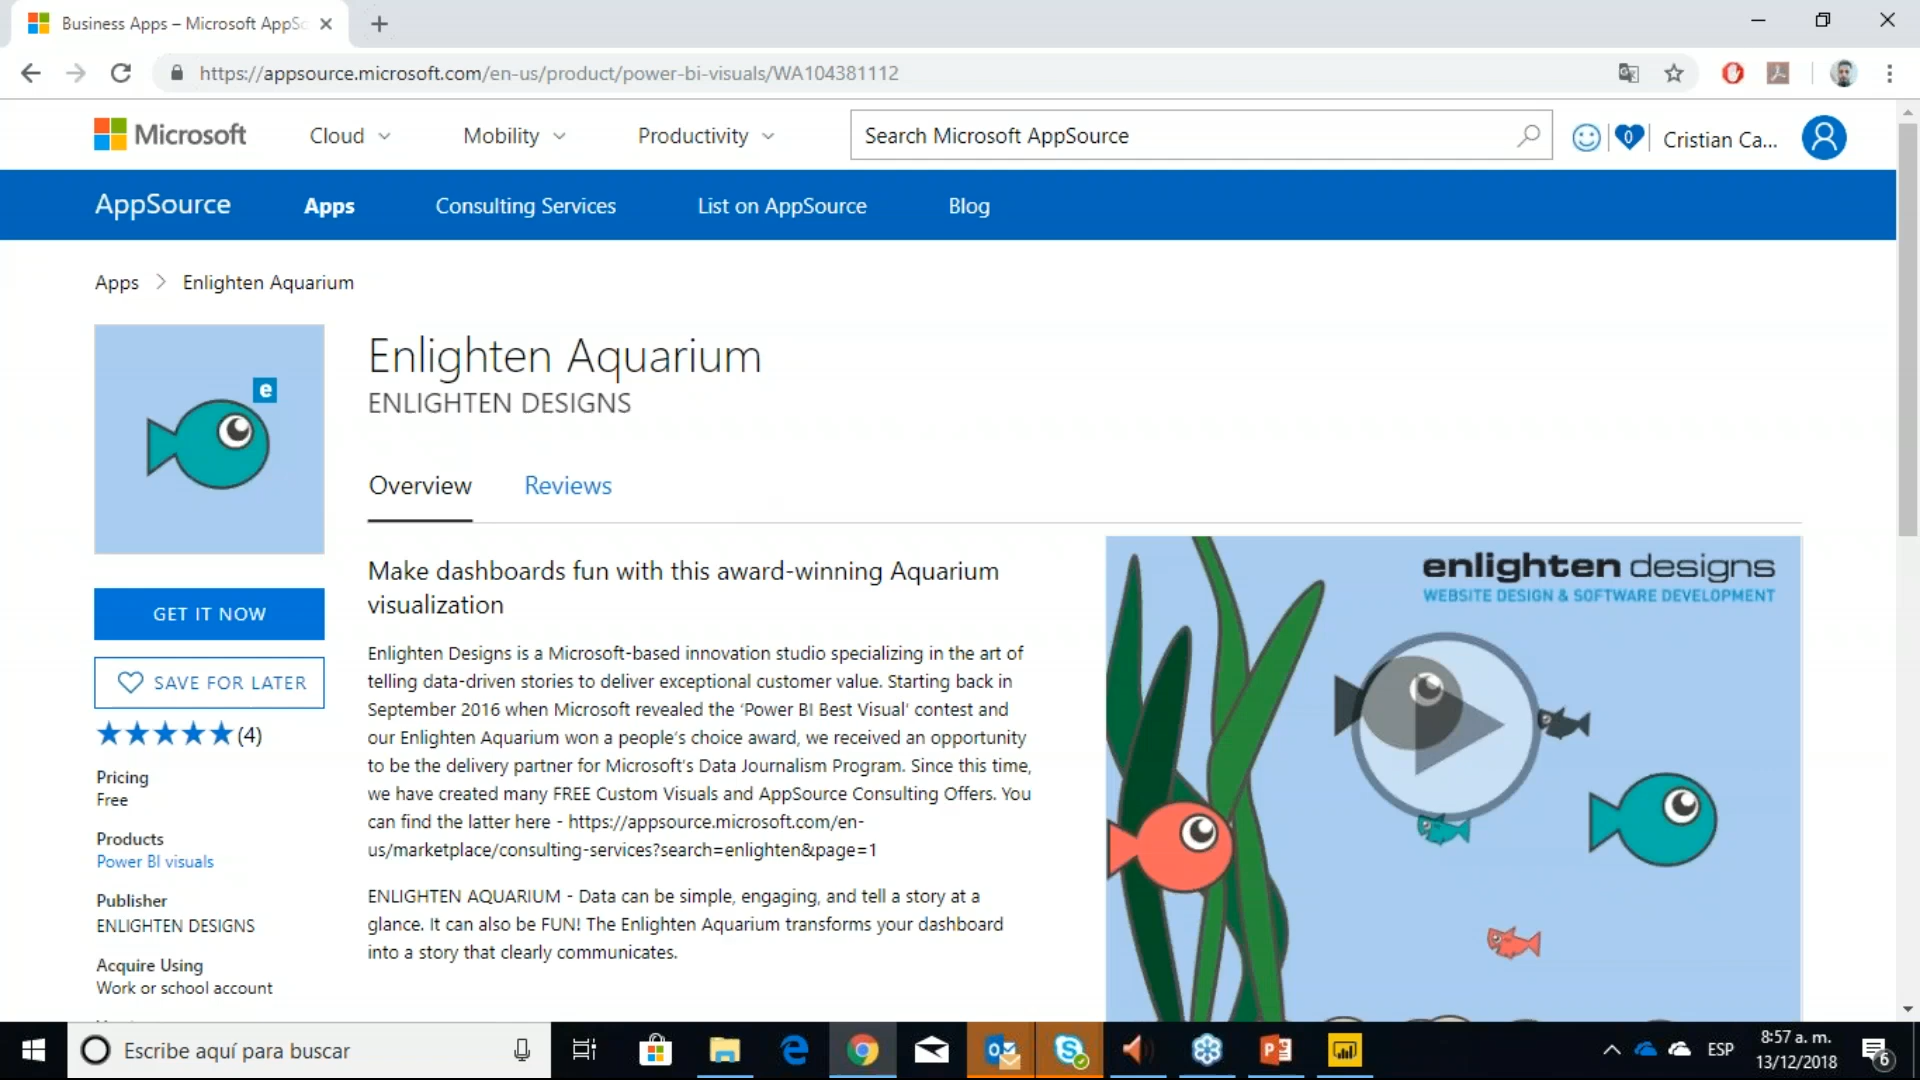 Business Apps – Microsoft AppSc
https://appsource.microsoft.com/en-us/product/power-bi-visuals/WA104381112
Microsoft
Cloud
Mobility
Productivity
Search Microsoft AppSource
0
Cristian Ca...
AppSource
Apps
Consulting Services
List on AppSource
Blog
Apps > Enlighten Aquarium
e
Enlighten Aquarium
ENLIGHTEN DESIGNS
Overview
Reviews
GET IT NOW
SAVE FOR LATER
(4)
Pricing
Free
Products
Power BI visuals
Publisher
ENLIGHTEN DESIGNS
Acquire Using
Work or school account
Make dashboards fun with this award-winning Aquarium
visualization
Enlighten Designs is a Microsoft-based innovation studio specializing in the art of
telling data-driven stories to deliver exceptional customer value. Starting back in
September 2016 when Microsoft revealed the ‘Power BI Best Visual’ contest and
our Enlighten Aquarium won a people’s choice award, we received an opportunity
to be the delivery partner for Microsoft’s Data Journalism Program. Since this time,
we have created many FREE Custom Visuals and AppSource Consulting Offers. You
can find the latter here - https://appsource.microsoft.com/en-
us/marketplace/consulting-services?search=enlighten&page=1
ENLIGHTEN AQUARIUM - Data can be simple, engaging, and tell a story at a
glance. It can also be FUN! The Enlighten Aquarium transforms your dashboard
into a story that clearly communicates.
enlighten designs
WEBSITE DESIGN & SOFTWARE DEVELOPMENT
Escribe aquí para buscar
ESP
8:57 a. m.
13/12/2018
6